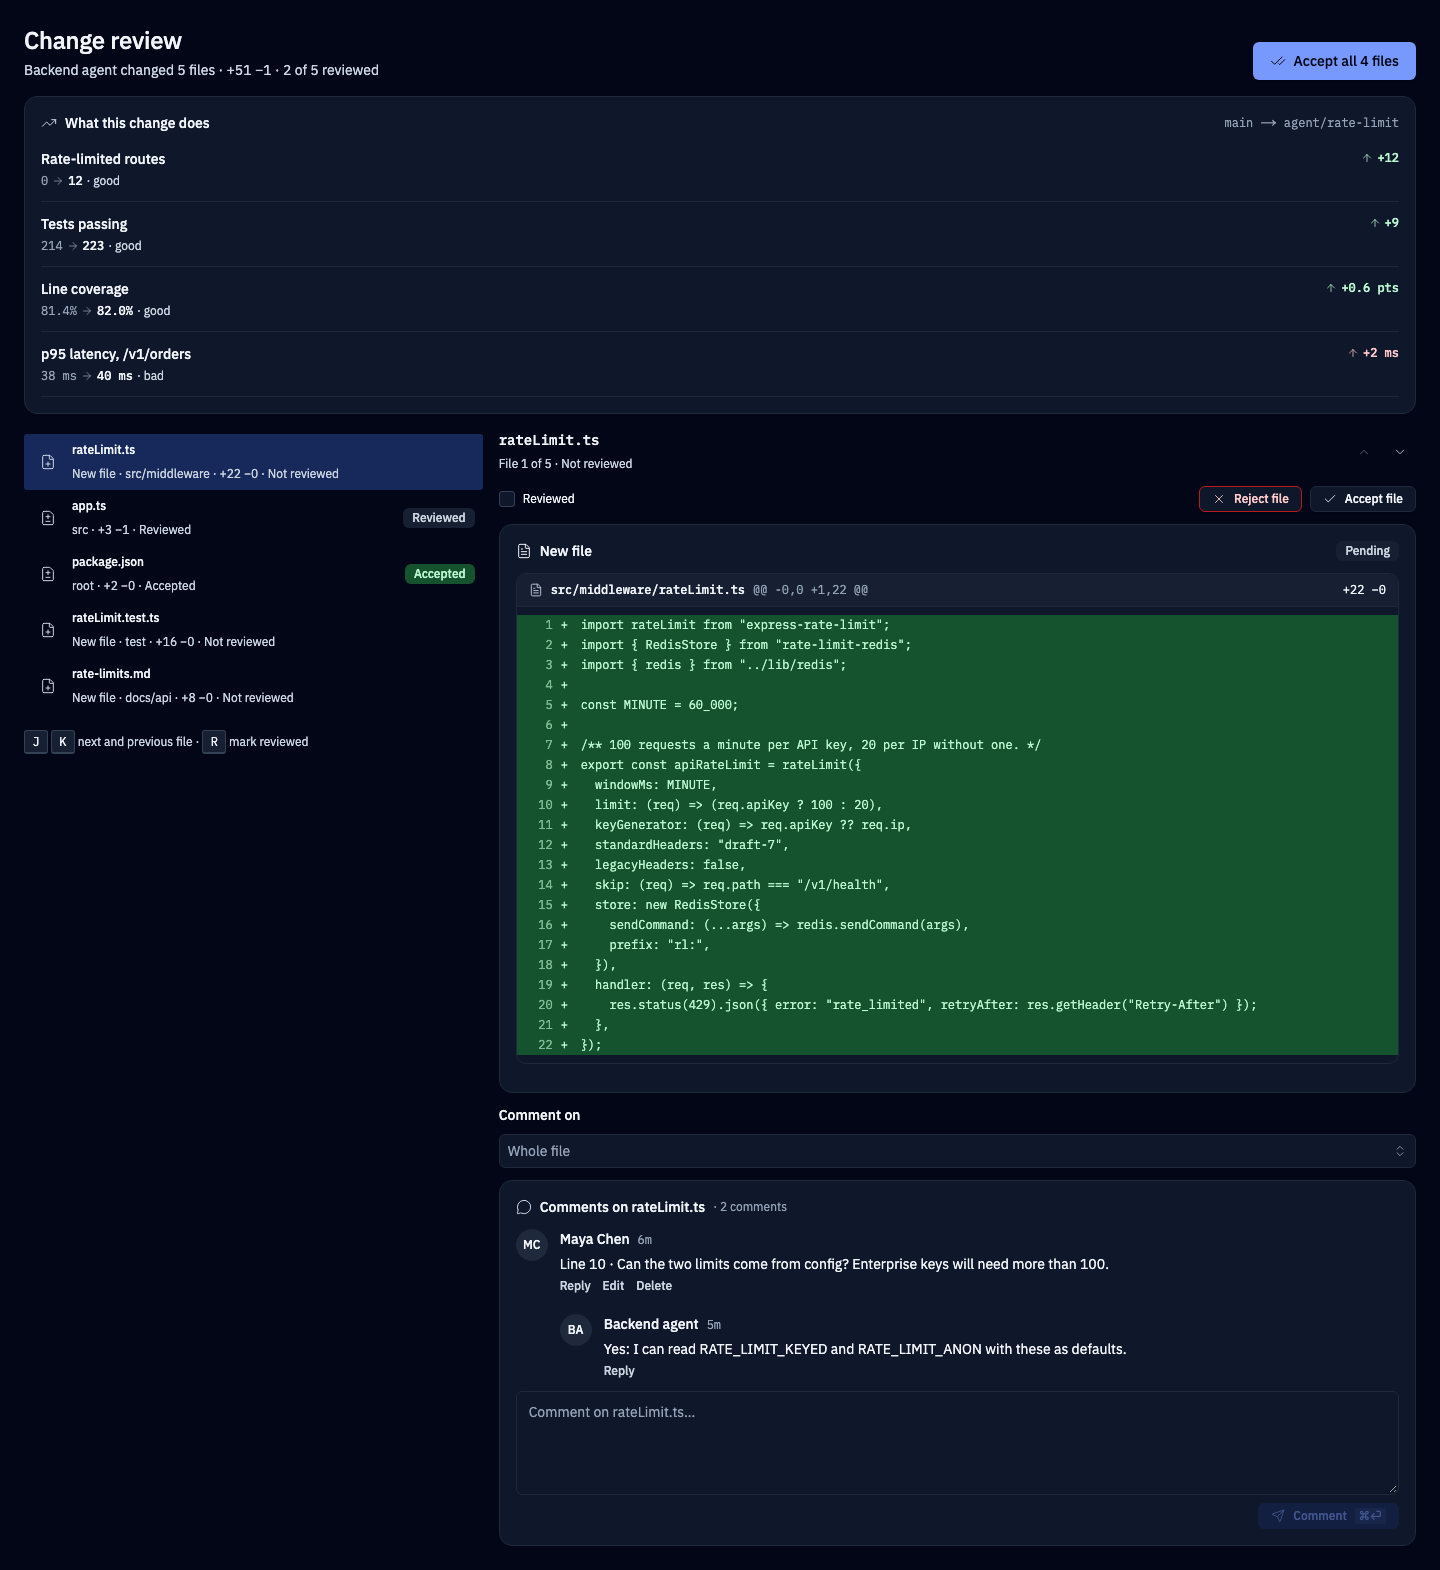 Change review
Backend agent changed 5 files · +51 −1 · 2 of 5 reviewed
Accept all 4 files
What this change does
main ⟶ agent/rate-limit
Rate-limited routes
↑ +12
0 → 12 · good
Tests passing
↑ +9
214 → 223 · good
Line coverage
↑ +0.6 pts
81.4% → 82.0% · good
p95 latency, /v1/orders
↑ +2 ms
38 ms → 40 ms · bad
rateLimit.ts
New file · src/middleware · +22 −0 · Not reviewed
app.ts
src · +3 −1 · Reviewed
Reviewed
package.json
root · +2 −0 · Accepted
Accepted
rateLimit.test.ts
New file · test · +16 −0 · Not reviewed
rate-limits.md
New file · docs/api · +8 −0 · Not reviewed
J K next and previous file · R mark reviewed
rateLimit.ts
File 1 of 5 · Not reviewed
Reviewed
Reject file
Accept file
New file
Pending
src/middleware/rateLimit.ts @@ -0,0 +1,22 @@
+22 −0
1 + import rateLimit from "express-rate-limit";
2 + import { RedisStore } from "rate-limit-redis";
3 + import { redis } from "../lib/redis";
4 +
5 + const MINUTE = 60_000;
6 +
7 + /** 100 requests a minute per API key, 20 per IP without one. */
8 + export const apiRateLimit = rateLimit({
9 +   windowMs: MINUTE,
10 +   limit: (req) => (req.apiKey ? 100 : 20),
11 +   keyGenerator: (req) => req.apiKey ?? req.ip,
12 +   standardHeaders: "draft-7",
13 +   legacyHeaders: false,
14 +   skip: (req) => req.path === "/v1/health",
15 +   store: new RedisStore({
16 +     sendCommand: (...args) => redis.sendCommand(args),
17 +     prefix: "rl:",
18 +   }),
19 +   handler: (req, res) => {
20 +     res.status(429).json({ error: "rate_limited", retryAfter: res.getHeader("Retry-After") });
21 +   },
22 + });
Comment on
Whole file
Comments on rateLimit.ts · 2 comments
MC
Maya Chen 6m
Line 10 · Can the two limits come from config? Enterprise keys will need more than 100.
Reply Edit Delete
BA
Backend agent 5m
Yes: I can read RATE_LIMIT_KEYED and RATE_LIMIT_ANON with these as defaults.
Reply
Comment on rateLimit.ts…
Comment ⌘⏎